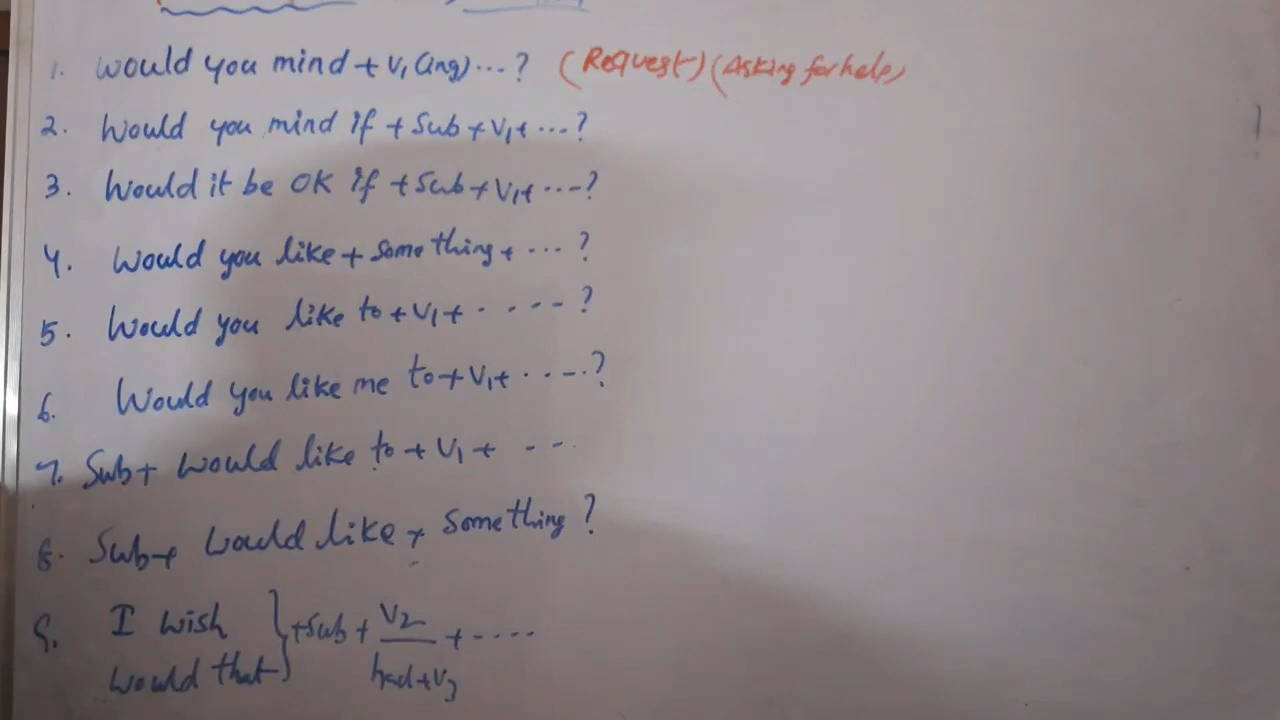 1. Would you mind + V1(ing)...? (Request) (Asking for help)
2. Would you mind if + Sub + V1+ ...?
3. Would it be OK if + Sub + V1+ ...?
4. Would you like + something + ...?
5. Would you like to + V1 + .....?
6. Would you like me to + V1+ ....?
7. Sub + would like to + V1 + ...
8. Sub + would like + something?
9. I wish
would that } + Sub + V2 / had + V3 + ....